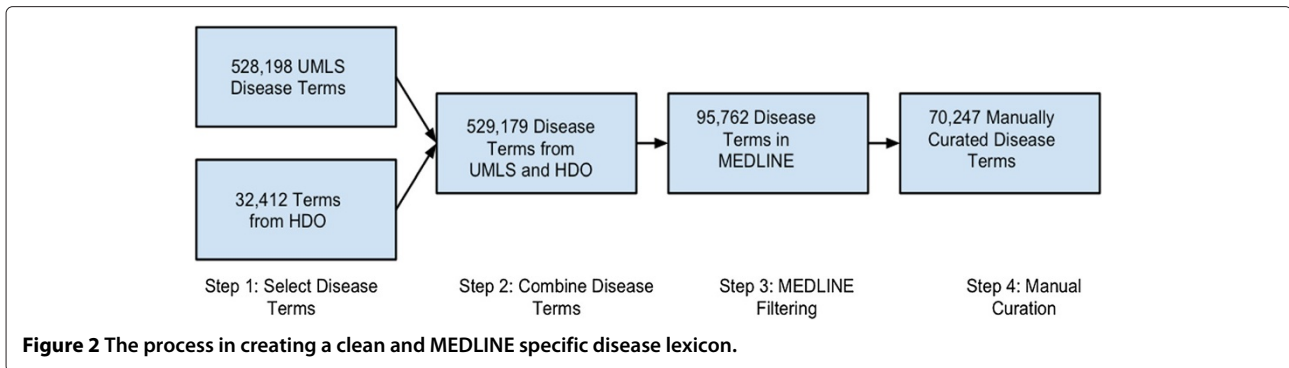 528,198 UMLS
Disease Terms
32,412 Terms
from HDO
529,179 Disease
Terms from
UMLS and HDO
95,762 Disease
Terms in
MEDLINE
70,247 Manually
Curated Disease
Terms
Step 1: Select Disease
Terms
Step 2: Combine Disease
Terms
Step 3: MEDLINE
Filtering
Step 4: Manual
Curation
Figure 2 The process in creating a clean and MEDLINE specific disease lexicon.